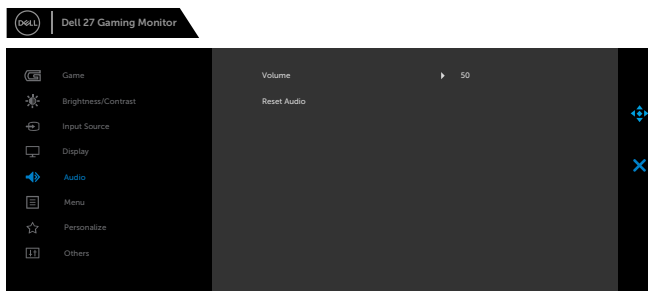 DELL
Dell 27 Gaming Monitor
Game
Volume 50
Brightness/Contrast
Reset Audio
Input Source
Display
Audio
Menu
Personalize
Others